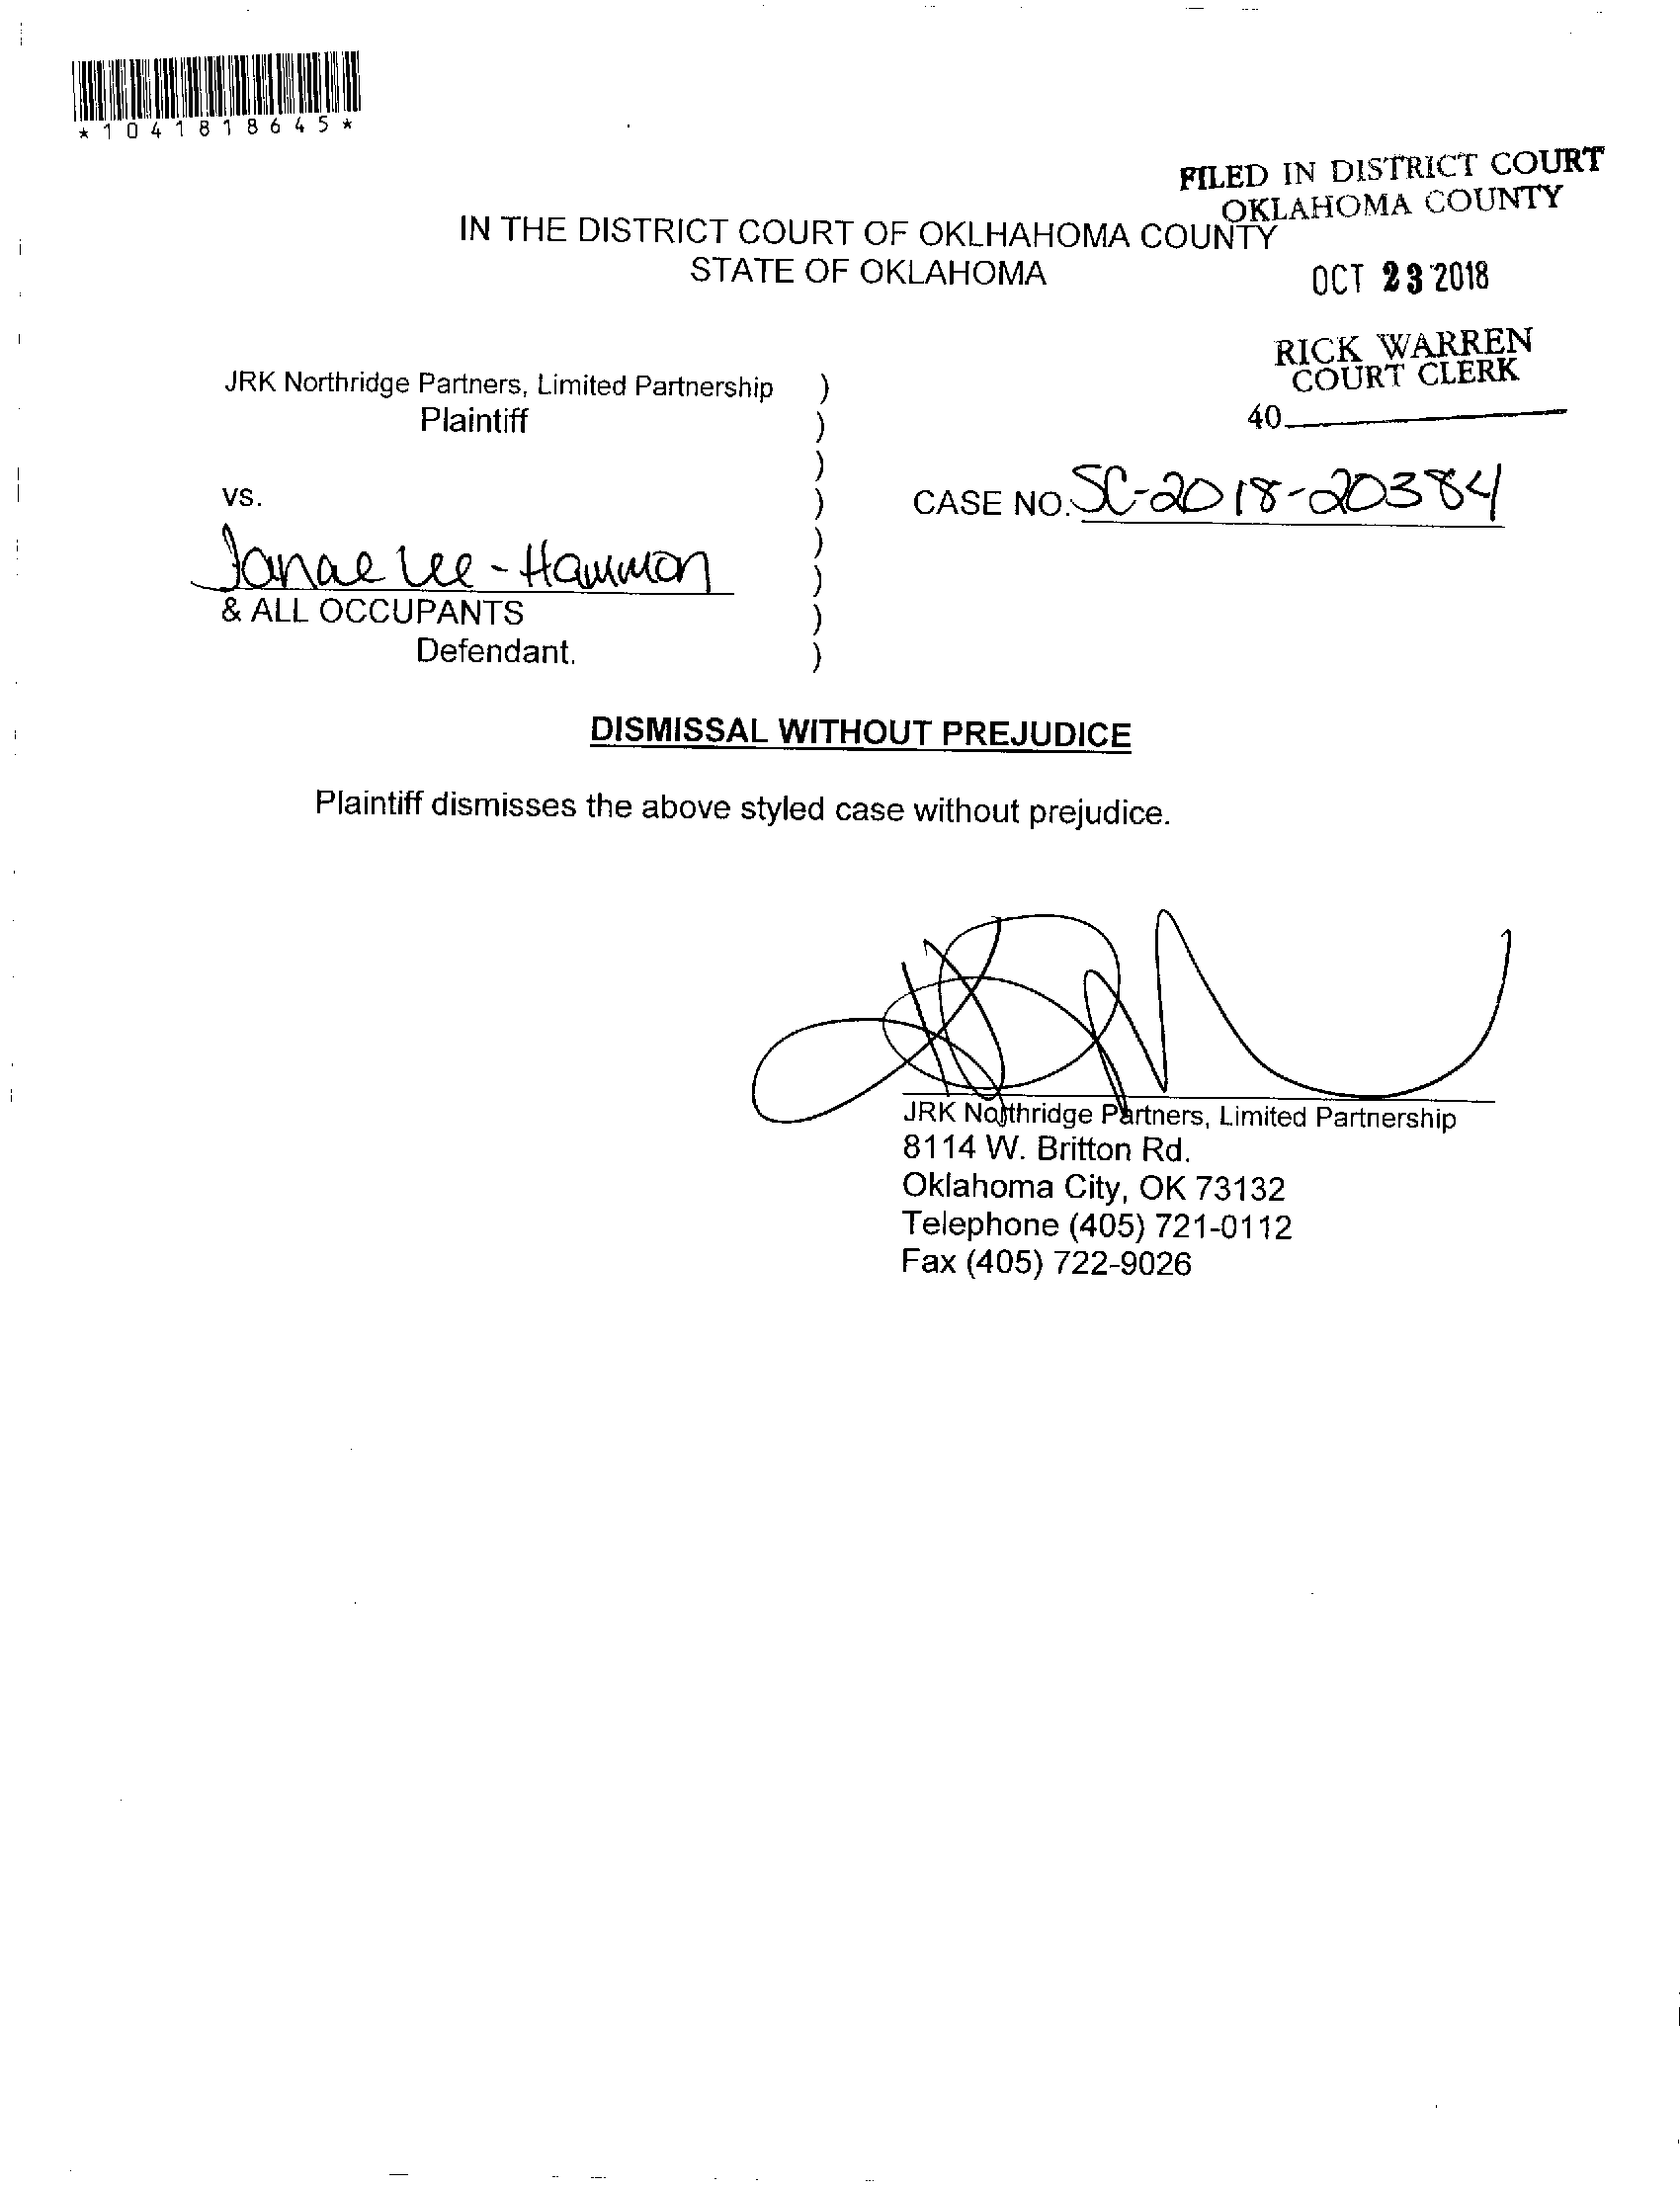 *1041818645*
FILED IN DISTRICT COURT
OKLAHOMA COUNTY
IN THE DISTRICT COURT OF OKLHAHOMA COUNTY
STATE OF OKLAHOMA
OCT 23 2018
RICK WARREN
COURT CLERK
40
JRK Northridge Partners, Limited Partnership )
Plaintiff )
)
vs. )
CASE NO. SC-2018-20384
)
Janae Lee-Hammon )
& ALL OCCUPANTS )
Defendant. )
DISMISSAL WITHOUT PREJUDICE
Plaintiff dismisses the above styled case without prejudice.
JRK Northridge Partners, Limited Partnership
8114 W. Britton Rd.
Oklahoma City, OK 73132
Telephone (405) 721-0112
Fax (405) 722-9026